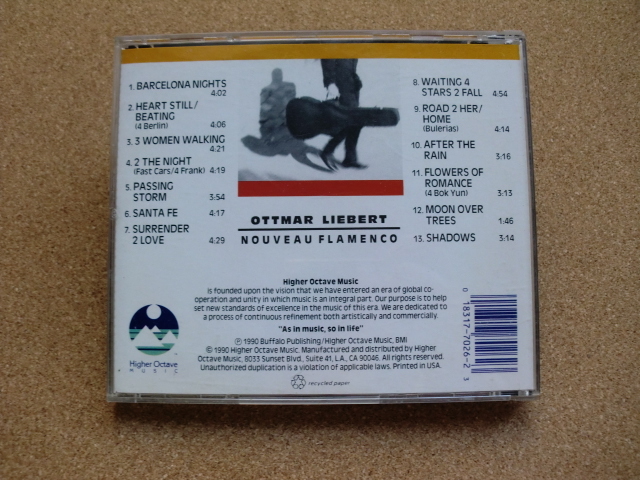 1. BARCELONA NIGHTS
4:02
2. HEART STILL/
BEATING
(4 Berlin) 4:06
3. 3 WOMEN WALKING
4:21
4. 2 THE NIGHT
(Fast Cars/4 Frank) 4:19
5. PASSING
STORM 3:54
6. SANTA FE 4:17
7. SURRENDER
2 LOVE 4:29
8. WAITING 4
STARS 2 FALL 4:54
9. ROAD 2 HER/
HOME
(Bulerias) 4:14
10. AFTER THE
RAIN 3:16
11. FLOWERS OF
ROMANCE
(4 Bok Yun) 3:13
12. MOON OVER
TREES 1:46
13. SHADOWS 3:14
OTTMAR LIEBERT
NOUVEAU FLAMENCO
Higher Octave Music
is founded upon the vision that we have entered an era of global co-
operation and unity in which music is an integral part. Our purpose is to help
set new standards of excellence in the music of this era. We are dedicated to
a process of continuous refinement both artistically and commercially.
"As in music, so in life"
℗ 1990 Buffalo Publishing/Higher Octave Music, BMI
© 1990 Higher Octave Music. Manufactured and distributed by Higher
Octave Music, 8033 Sunset Blvd., Suite 41, L.A., CA 90046. All rights reserved.
Unauthorized duplication is a violation of applicable laws. Printed in USA.
recycled paper
Higher Octave
MUSIC
0 18317-7026-2 3